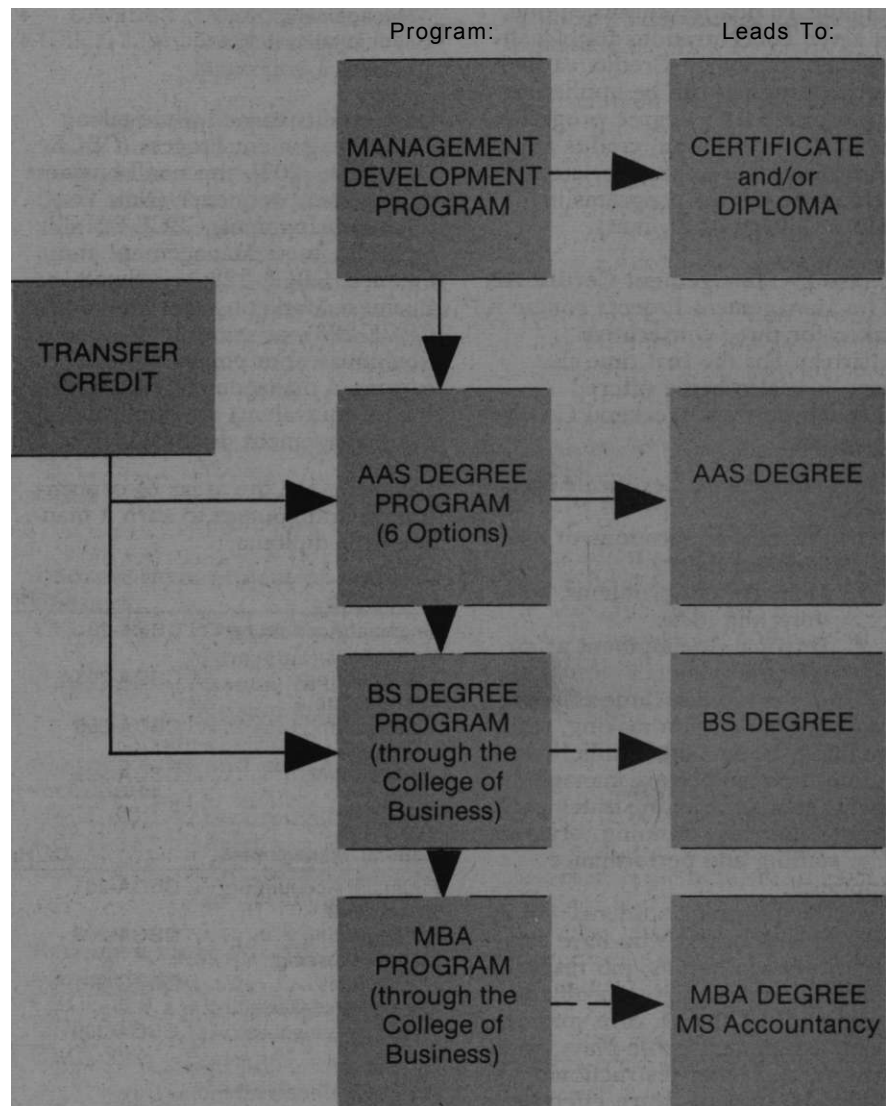 Program:
Leads To:
MANAGEMENT
DEVELOPMENT
PROGRAM
CERTIFICATE
and/or
DIPLOMA
TRANSFER
CREDIT
AAS DEGREE
PROGRAM
(6 Options)
AAS DEGREE
BS DEGREE
PROGRAM
(through the
College of
Business)
BS DEGREE
MBA
PROGRAM
(through the
College of
Business)
MBA DEGREE
MS Accountancy